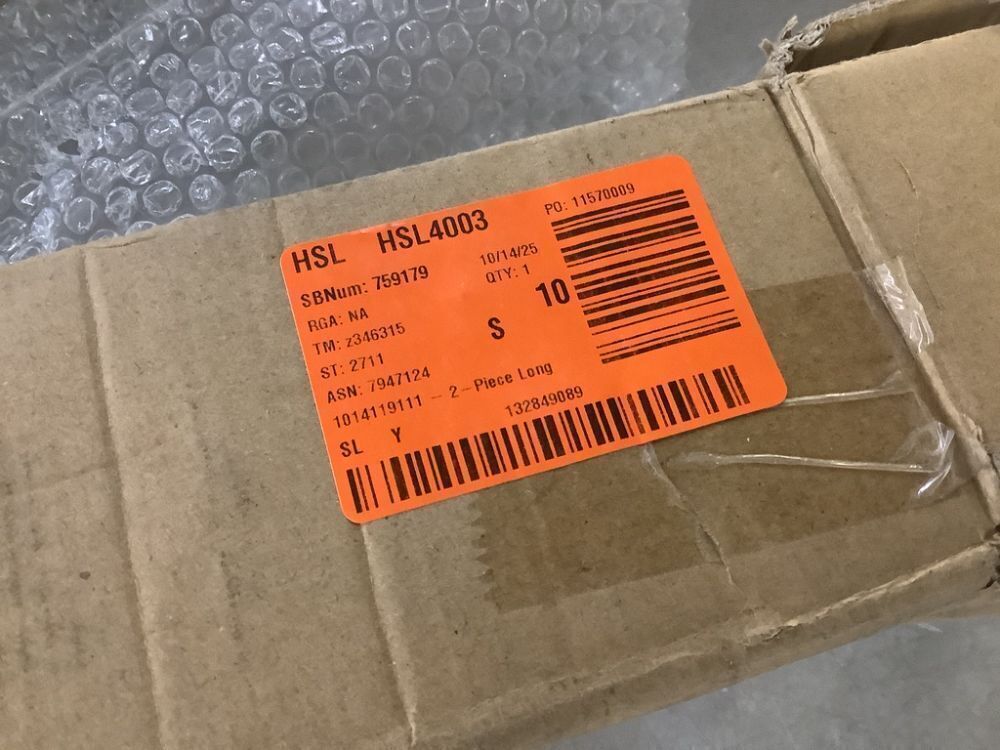 HSL HSL4003
PO: 11570009
SBNum: 759179
10/14/25
RGA: NA
QTY: 1
10
TM: z346315
S
ST: 2711
ASN: 7947124
1014119111 - 2-Piece Long
SL Y
132849089